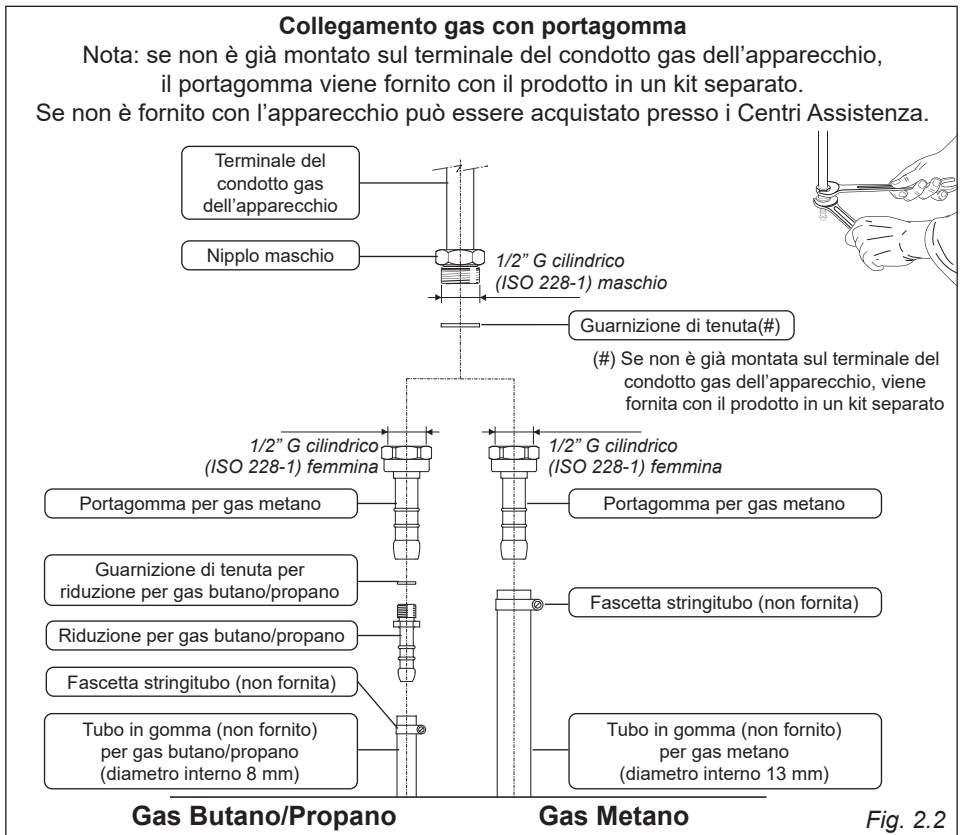 Collegamento gas con portagomma
Nota: se non è già montato sul terminale del condotto gas dell’apparecchio,
il portagomma viene fornito con il prodotto in un kit separato.
Se non è fornito con l’apparecchio può essere acquistato presso i Centri Assistenza.
Terminale del
condotto gas
dell’apparecchio
Nipplo maschio
1/2” G cilindrico
(ISO 228-1) maschio
Guarnizione di tenuta(#)
(#) Se non è già montata sul terminale del
condotto gas dell’apparecchio, viene
fornita con il prodotto in un kit separato
1/2” G cilindrico
(ISO 228-1) femmina
1/2” G cilindrico
(ISO 228-1) femmina
Portagomma per gas metano
Portagomma per gas metano
Guarnizione di tenuta per
riduzione per gas butano/propano
Fascetta stringitubo (non fornita)
Riduzione per gas butano/propano
Fascetta stringitubo (non fornita)
Tubo in gomma (non fornito)
per gas butano/propano
(diametro interno 8 mm)
Tubo in gomma (non fornito)
per gas metano
(diametro interno 13 mm)
Gas Butano/Propano
Gas Metano
Fig. 2.2